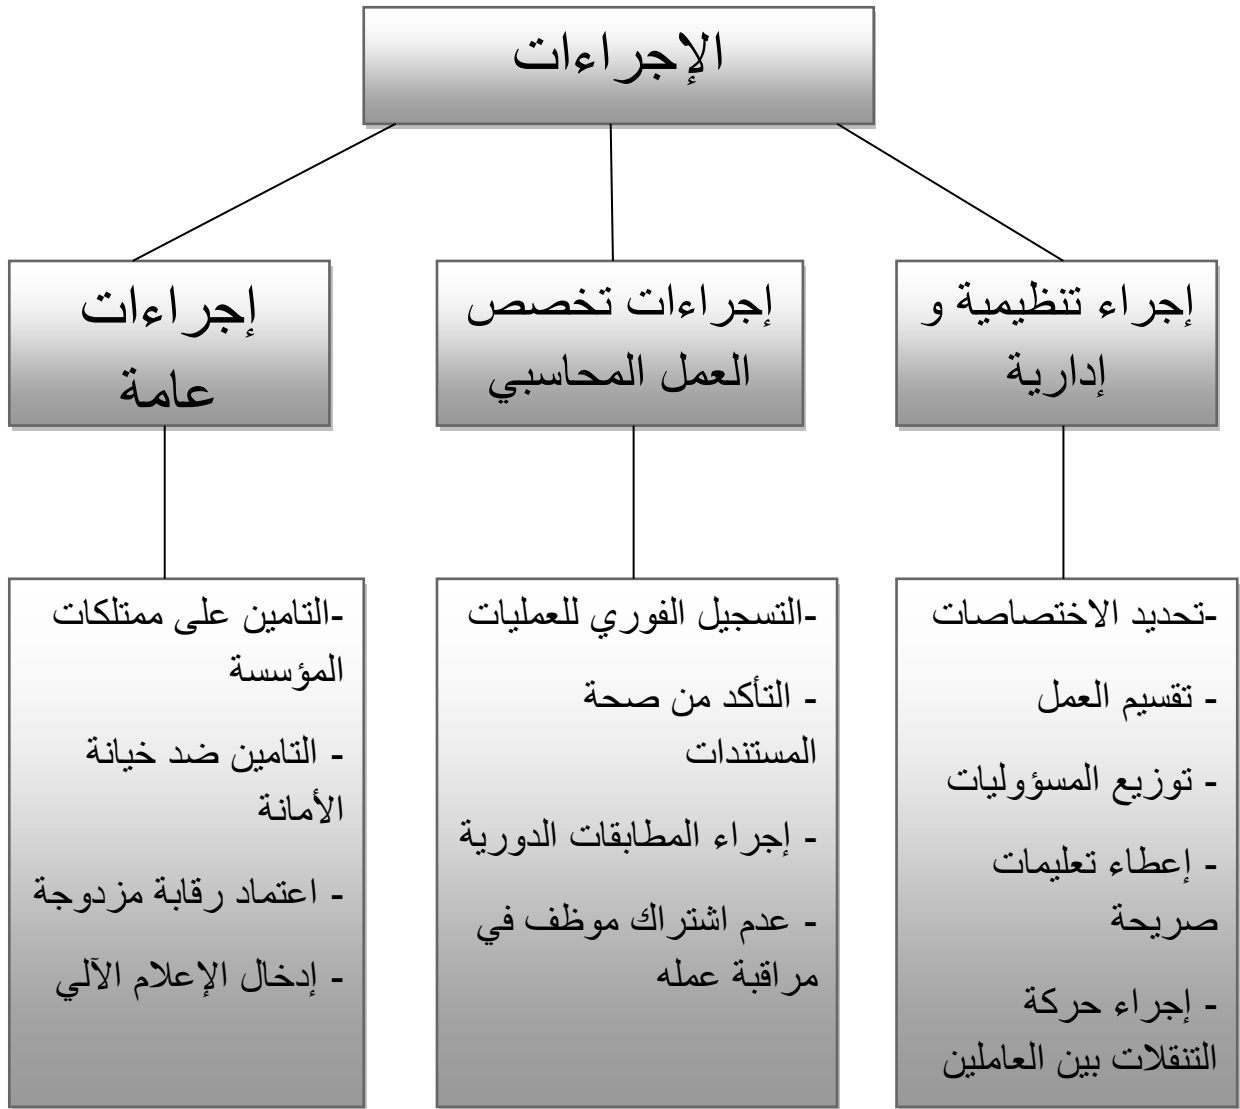 الإجراءات
إجراء تنظيمية و
إدارية
إجراءات تخصص
العمل المحاسبي
إجراءات
عامة
-تحديد الاختصاصات
- تقسيم العمل
- توزيع المسؤوليات
- إعطاء تعليمات
صريحة
- إجراء حركة
التنقلات بين العاملين
-التسجيل الفوري للعمليات
- التأكد من صحة
المستندات
- إجراء المطابقات الدورية
- عدم اشتراك موظف في
مراقبة عمله
-التامين على ممتلكات
المؤسسة
- التامين ضد خيانة
الأمانة
- اعتماد رقابة مزدوجة
- إدخال الإعلام الآلي